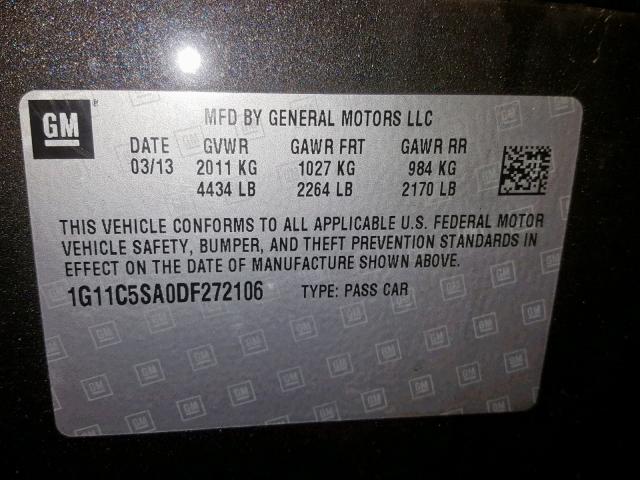 GM
MFD BY GENERAL MOTORS LLC
DATE GVWR GAWR FRT GAWR RR
03/13 2011 KG 1027 KG 984 KG
4434 LB 2264 LB 2170 LB
THIS VEHICLE CONFORMS TO ALL APPLICABLE U.S. FEDERAL MOTOR
VEHICLE SAFETY, BUMPER, AND THEFT PREVENTION STANDARDS IN
EFFECT ON THE DATE OF MANUFACTURE SHOWN ABOVE.
1G11C5SA0DF272106 TYPE: PASS CAR